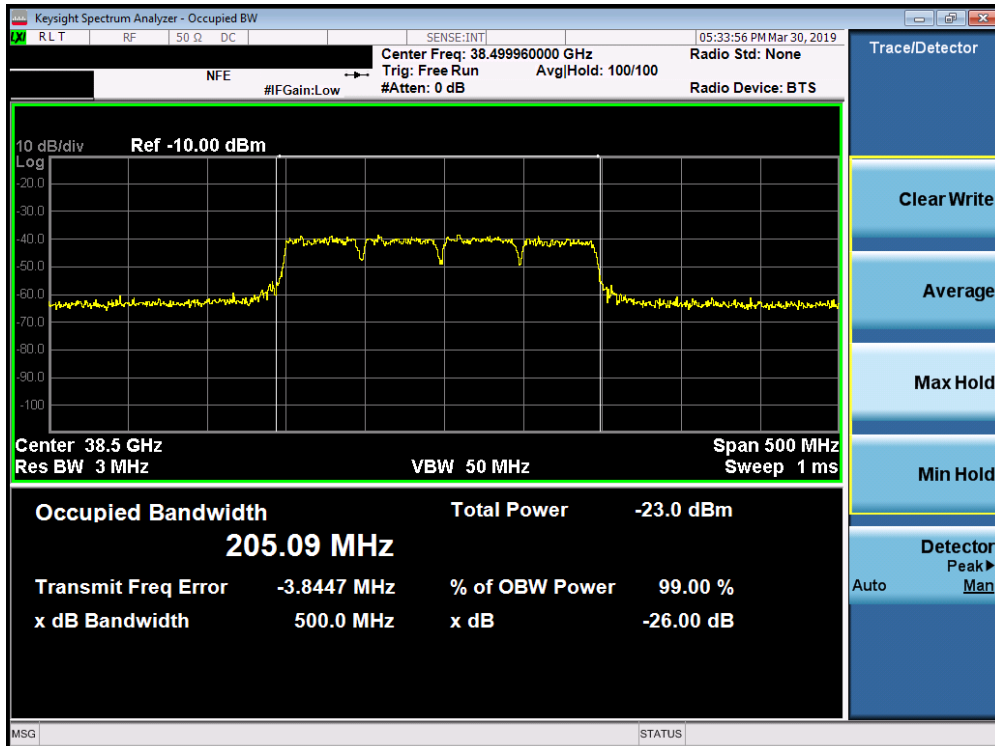 Keysight Spectrum Analyzer - Occupied BW
LXI RLT RF 50 Ω DC SENSE:INT 05:33:56 PM Mar 30, 2019
Center Freq: 38.499960000 GHz Radio Std: None
NFE Trig: Free Run Avg|Hold: 100/100
#IFGain:Low #Atten: 0 dB Radio Device: BTS
Trace/Detector
10 dB/div Ref -10.00 dBm
Log
-20.0
-30.0
-40.0
-50.0
-60.0
-70.0
-80.0
-90.0
-100
Center 38.5 GHz Span 500 MHz
Res BW 3 MHz VBW 50 MHz Sweep 1 ms
Occupied Bandwidth Total Power -23.0 dBm
205.09 MHz
Transmit Freq Error -3.8447 MHz % of OBW Power 99.00 %
x dB Bandwidth 500.0 MHz x dB -26.00 dB
Clear Write
Average
Max Hold
Min Hold
Detector
Peak▶
Auto Man
MSG STATUS